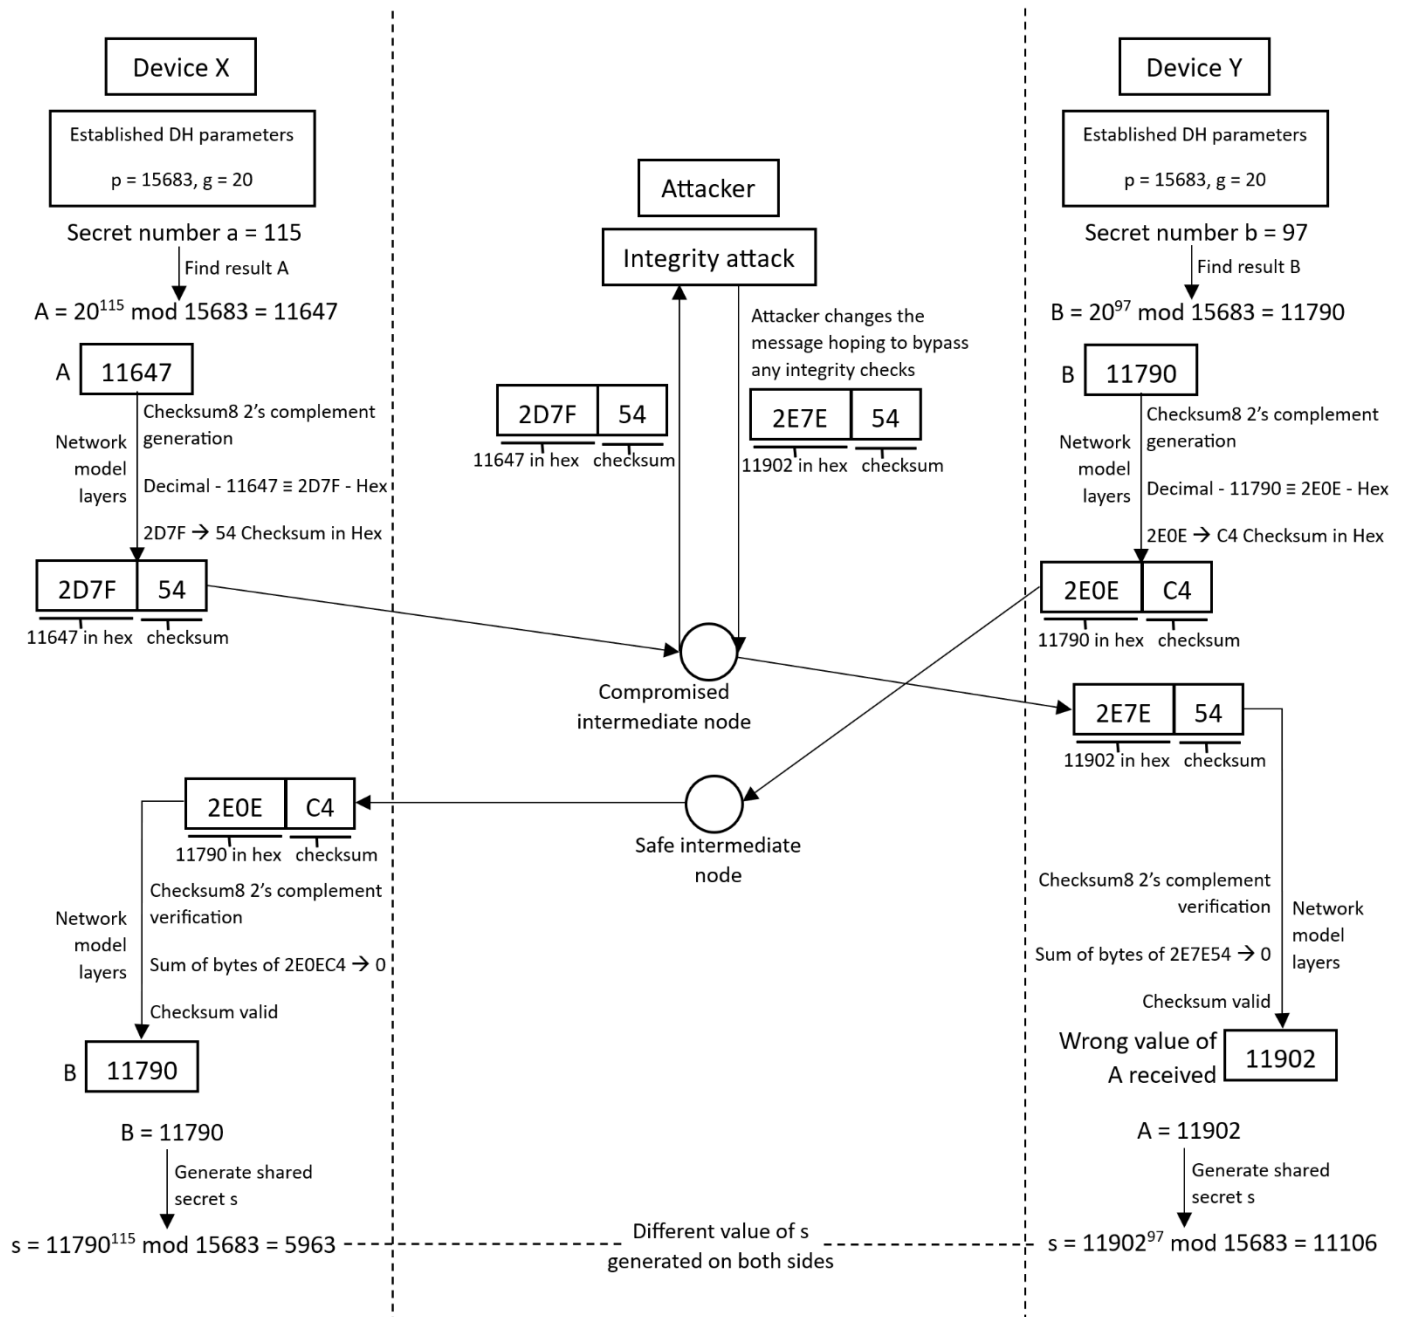 Device X
Established DH parameters
p = 15683, g = 20
Secret number a = 115
Find result A
A = 20¹¹⁵ mod 15683 = 11647
A
11647
Checksum8 2's complement
generation
Network
model
layers
Decimal - 11647 ≡ 2D7F - Hex
2D7F → 54 Checksum in Hex
2D7F
54
11647 in hex
checksum
2E0E
C4
11790 in hex
checksum
Checksum8 2's complement
verification
Network
model
layers
Sum of bytes of 2E0EC4 → 0
Checksum valid
B
11790
B = 11790
Generate shared
secret s
s = 11790¹¹⁵ mod 15683 = 5963
Attacker
Integrity attack
Attacker changes the
message hoping to bypass
any integrity checks
2D7F
54
11647 in hex
checksum
2E7E
54
11902 in hex
checksum
Compromised
intermediate node
Safe intermediate
node
Different value of s
generated on both sides
Device Y
Established DH parameters
p = 15683, g = 20
Secret number b = 97
Find result B
B = 20⁹⁷ mod 15683 = 11790
B
11790
Checksum8 2's complement
generation
Network
model
layers
Decimal - 11790 ≡ 2E0E - Hex
2E0E → C4 Checksum in Hex
2E0E
C4
11790 in hex
checksum
2E7E
54
11902 in hex
checksum
Checksum8 2's complement
verification
Network
model
layers
Sum of bytes of 2E7E54 → 0
Checksum valid
Wrong value of
A received
11902
A = 11902
Generate shared
secret s
s = 11902⁹⁷ mod 15683 = 11106